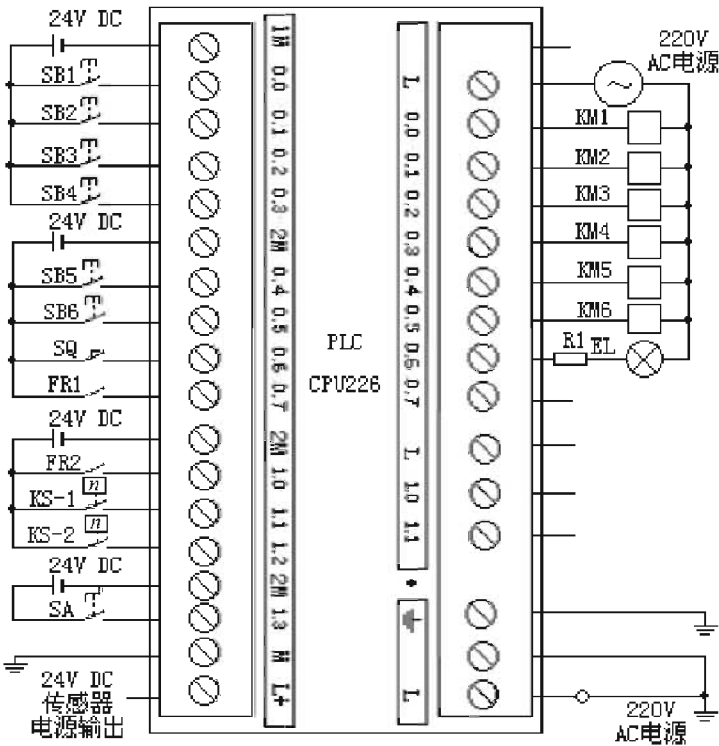 24V DC
SB1
SB2
SB3
SB4
24V DC
SB5
SB6
SQ
FR1
24V DC
FR2
n
KS-1
n
KS-2
24V DC
SA
24V DC
传感器
电源输出
1M
0.0
0.1
0.2
0.3
2M
0.4
0.5
0.6
0.7
2M
1.0
1.1
1.2
2M
1.3
M
L+
PLC
CPU226
L
0.0
0.1
0.2
0.3
0.4
0.5
0.6
0.7
L
1.0
1.1
L
220V
AC电源
KM1
KM2
KM3
KM4
KM5
KM6
R1 EL
220V
AC电源